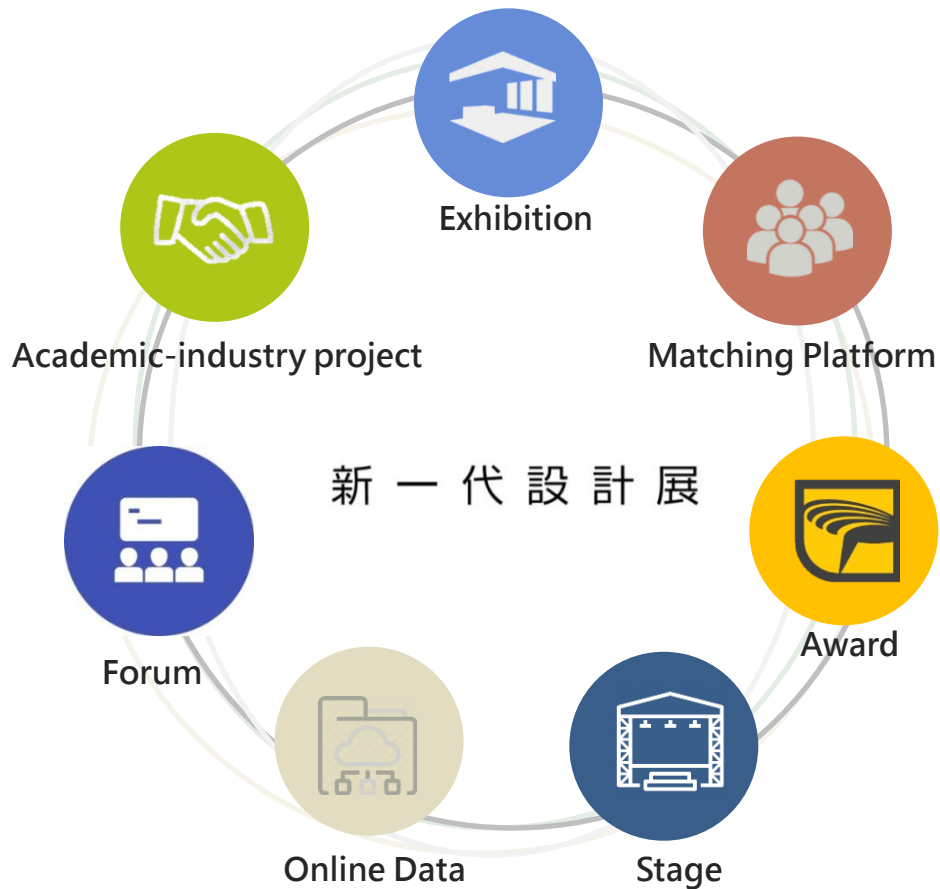 Exhibition
Academic-industry project
Matching Platform
新一代設計展
Award
Forum
Online Data
Stage